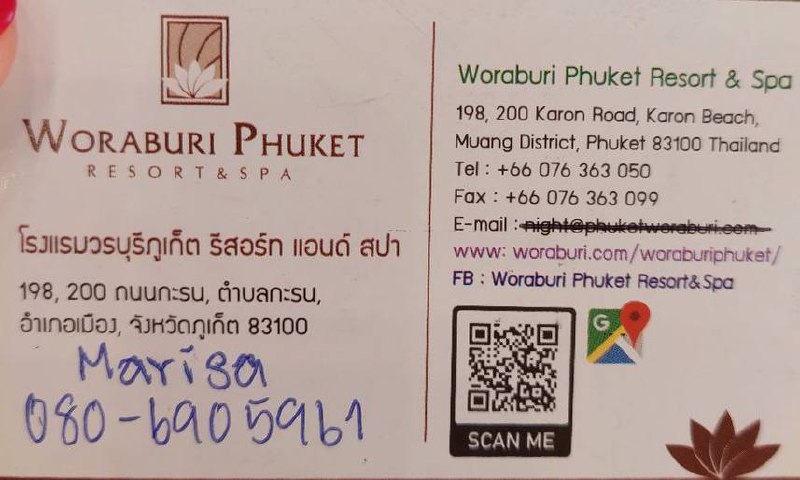 WORABURI PHUKET
RESORT & SPA
โรงแรมวรบุรีภูเก็ต รีสอร์ท แอนด์ สปา
198, 200 ถนนกะรน, ตำบลกะรน,
อำเภอเมือง, จังหวัดภูเก็ต 83100
Marisa
080-6905961
Woraburi Phuket Resort & Spa
198, 200 Karon Road, Karon Beach,
Muang District, Phuket 83100 Thailand
Tel : +66 076 363 050
Fax : +66 076 363 099
E-mail : night@phuketworaburi.com
www: woraburi.com/woraburiphuket/
FB : Woraburi Phuket Resort&Spa
G
SCAN ME